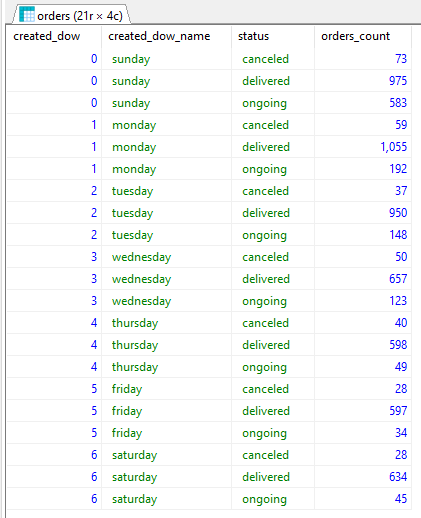 orders (21r × 4c)
created_dow created_dow_name status orders_count
0 sunday canceled 73
0 sunday delivered 975
0 sunday ongoing 583
1 monday canceled 59
1 monday delivered 1,055
1 monday ongoing 192
2 tuesday canceled 37
2 tuesday delivered 950
2 tuesday ongoing 148
3 wednesday canceled 50
3 wednesday delivered 657
3 wednesday ongoing 123
4 thursday canceled 40
4 thursday delivered 598
4 thursday ongoing 49
5 friday canceled 28
5 friday delivered 597
5 friday ongoing 34
6 saturday canceled 28
6 saturday delivered 634
6 saturday ongoing 45